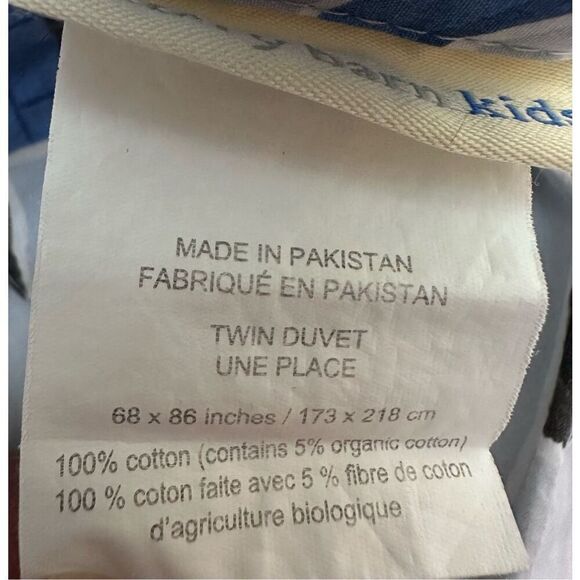 barn kids
MADE IN PAKISTAN
FABRIQUÉ EN PAKISTAN
TWIN DUVET
UNE PLACE
68 x 86 inches / 173 x 218 cm
100% cotton (contains 5% organic cotton)
100 % coton faite avec 5 % fibre de coton
d'agriculture biologique